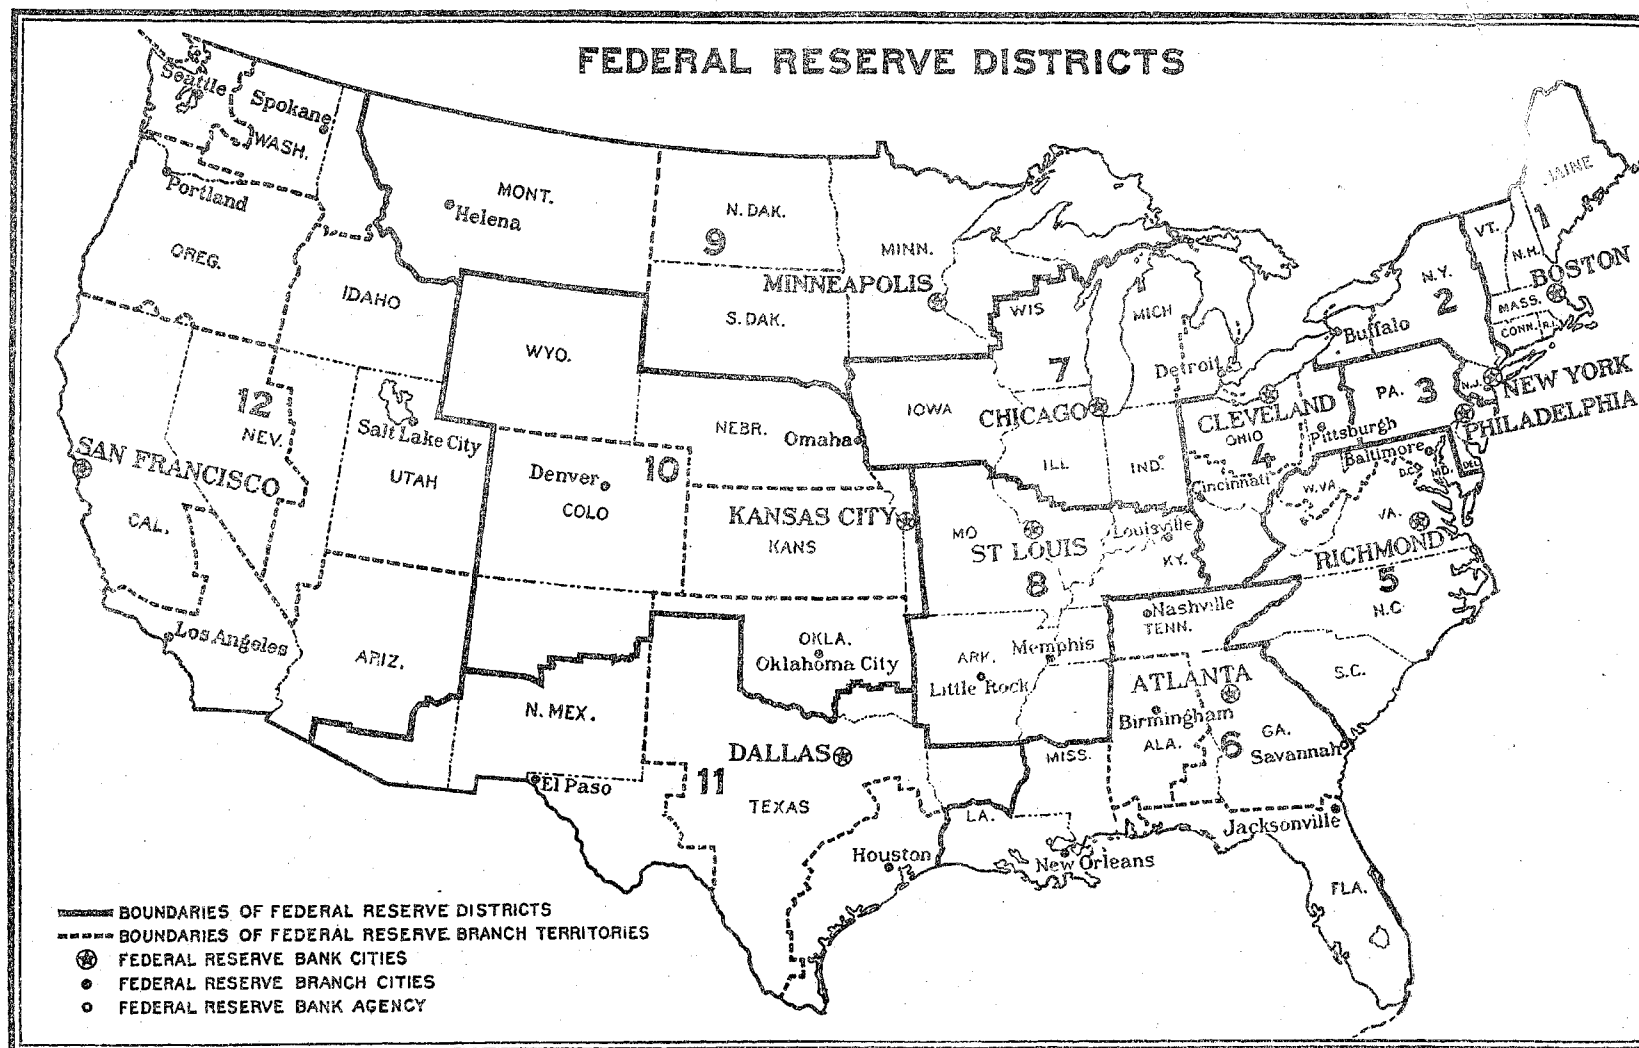 FEDERAL RESERVE DISTRICTS
Seattle
Spokane
WASH.
Portland
OREG.
IDAHO
MONT.
Helena
N. DAK.
9
MINN.
MINNEAPOLIS
S. DAK.
WYO.
WIS
MICH
7
Detroit
IOWA
CHICAGO
ILL
IND.
CLEVELAND
OHIO
4
Cincinnati
Pittsburgh
Buffalo
N.Y.
2
VT.
N.H.
1
BOSTON
MASS.
CONN.
R.I.
PA.
3
N.J.
NEW YORK
PHILADELPHIA
Baltimore
D.C.
MD.
DEL
W.VA.
VA.
RICHMOND
5
N.C
S.C.
12
NEV.
SAN FRANCISCO
CAL.
Los Angeles
Salt Lake City
UTAH
ARIZ.
NEBR.
Omaha
Denver
10
COLO
KANSAS CITY
KANS
MO
ST LOUIS
8
Louisville
KY.
Nashville
TENN.
OKLA.
Oklahoma City
ARK.
Memphis
Little Rock
N. MEX.
DALLAS
El Paso
11
TEXAS
Houston
LA.
New Orleans
MISS.
ATLANTA
Birmingham
ALA.
6
GA.
Savannah
Jacksonville
FLA.
BOUNDARIES OF FEDERAL RESERVE DISTRICTS
BOUNDARIES OF FEDERAL RESERVE BRANCH TERRITORIES
FEDERAL RESERVE BANK CITIES
FEDERAL RESERVE BRANCH CITIES
FEDERAL RESERVE BANK AGENCY